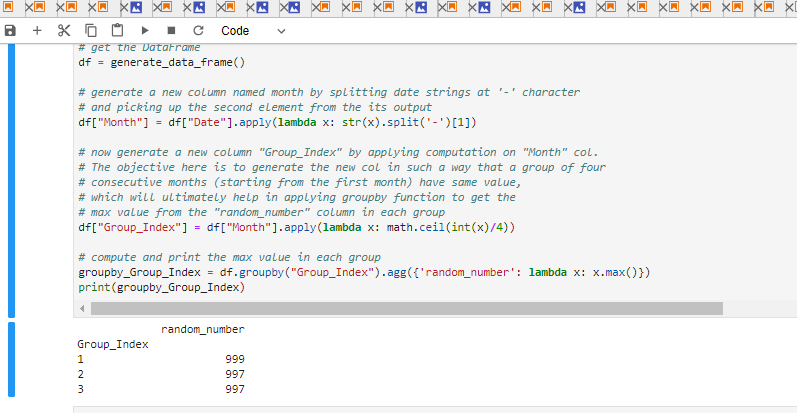 Code
# get the DataFrame
df = generate_data_frame()
# generate a new column named month by splitting date strings at '-' character
# and picking up the second element from the its output
df["Month"] = df["Date"].apply(lambda x: str(x).split('-')[1])
# now generate a new column "Group_Index" by applying computation on "Month" col.
# The objective here is to generate the new col in such a way that a group of four
# consecutive months (starting from the first month) have same value,
# which will ultimately help in applying groupby function to get the
# max value from the "random_number" column in each group
df["Group_Index"] = df["Month"].apply(lambda x: math.ceil(int(x)/4))
# compute and print the max value in each group
groupby_Group_Index = df.groupby("Group_Index").agg({'random_number': lambda x: x.max()})
print(groupby_Group_Index)
random_number
Group_Index
1 999
2 997
3 997